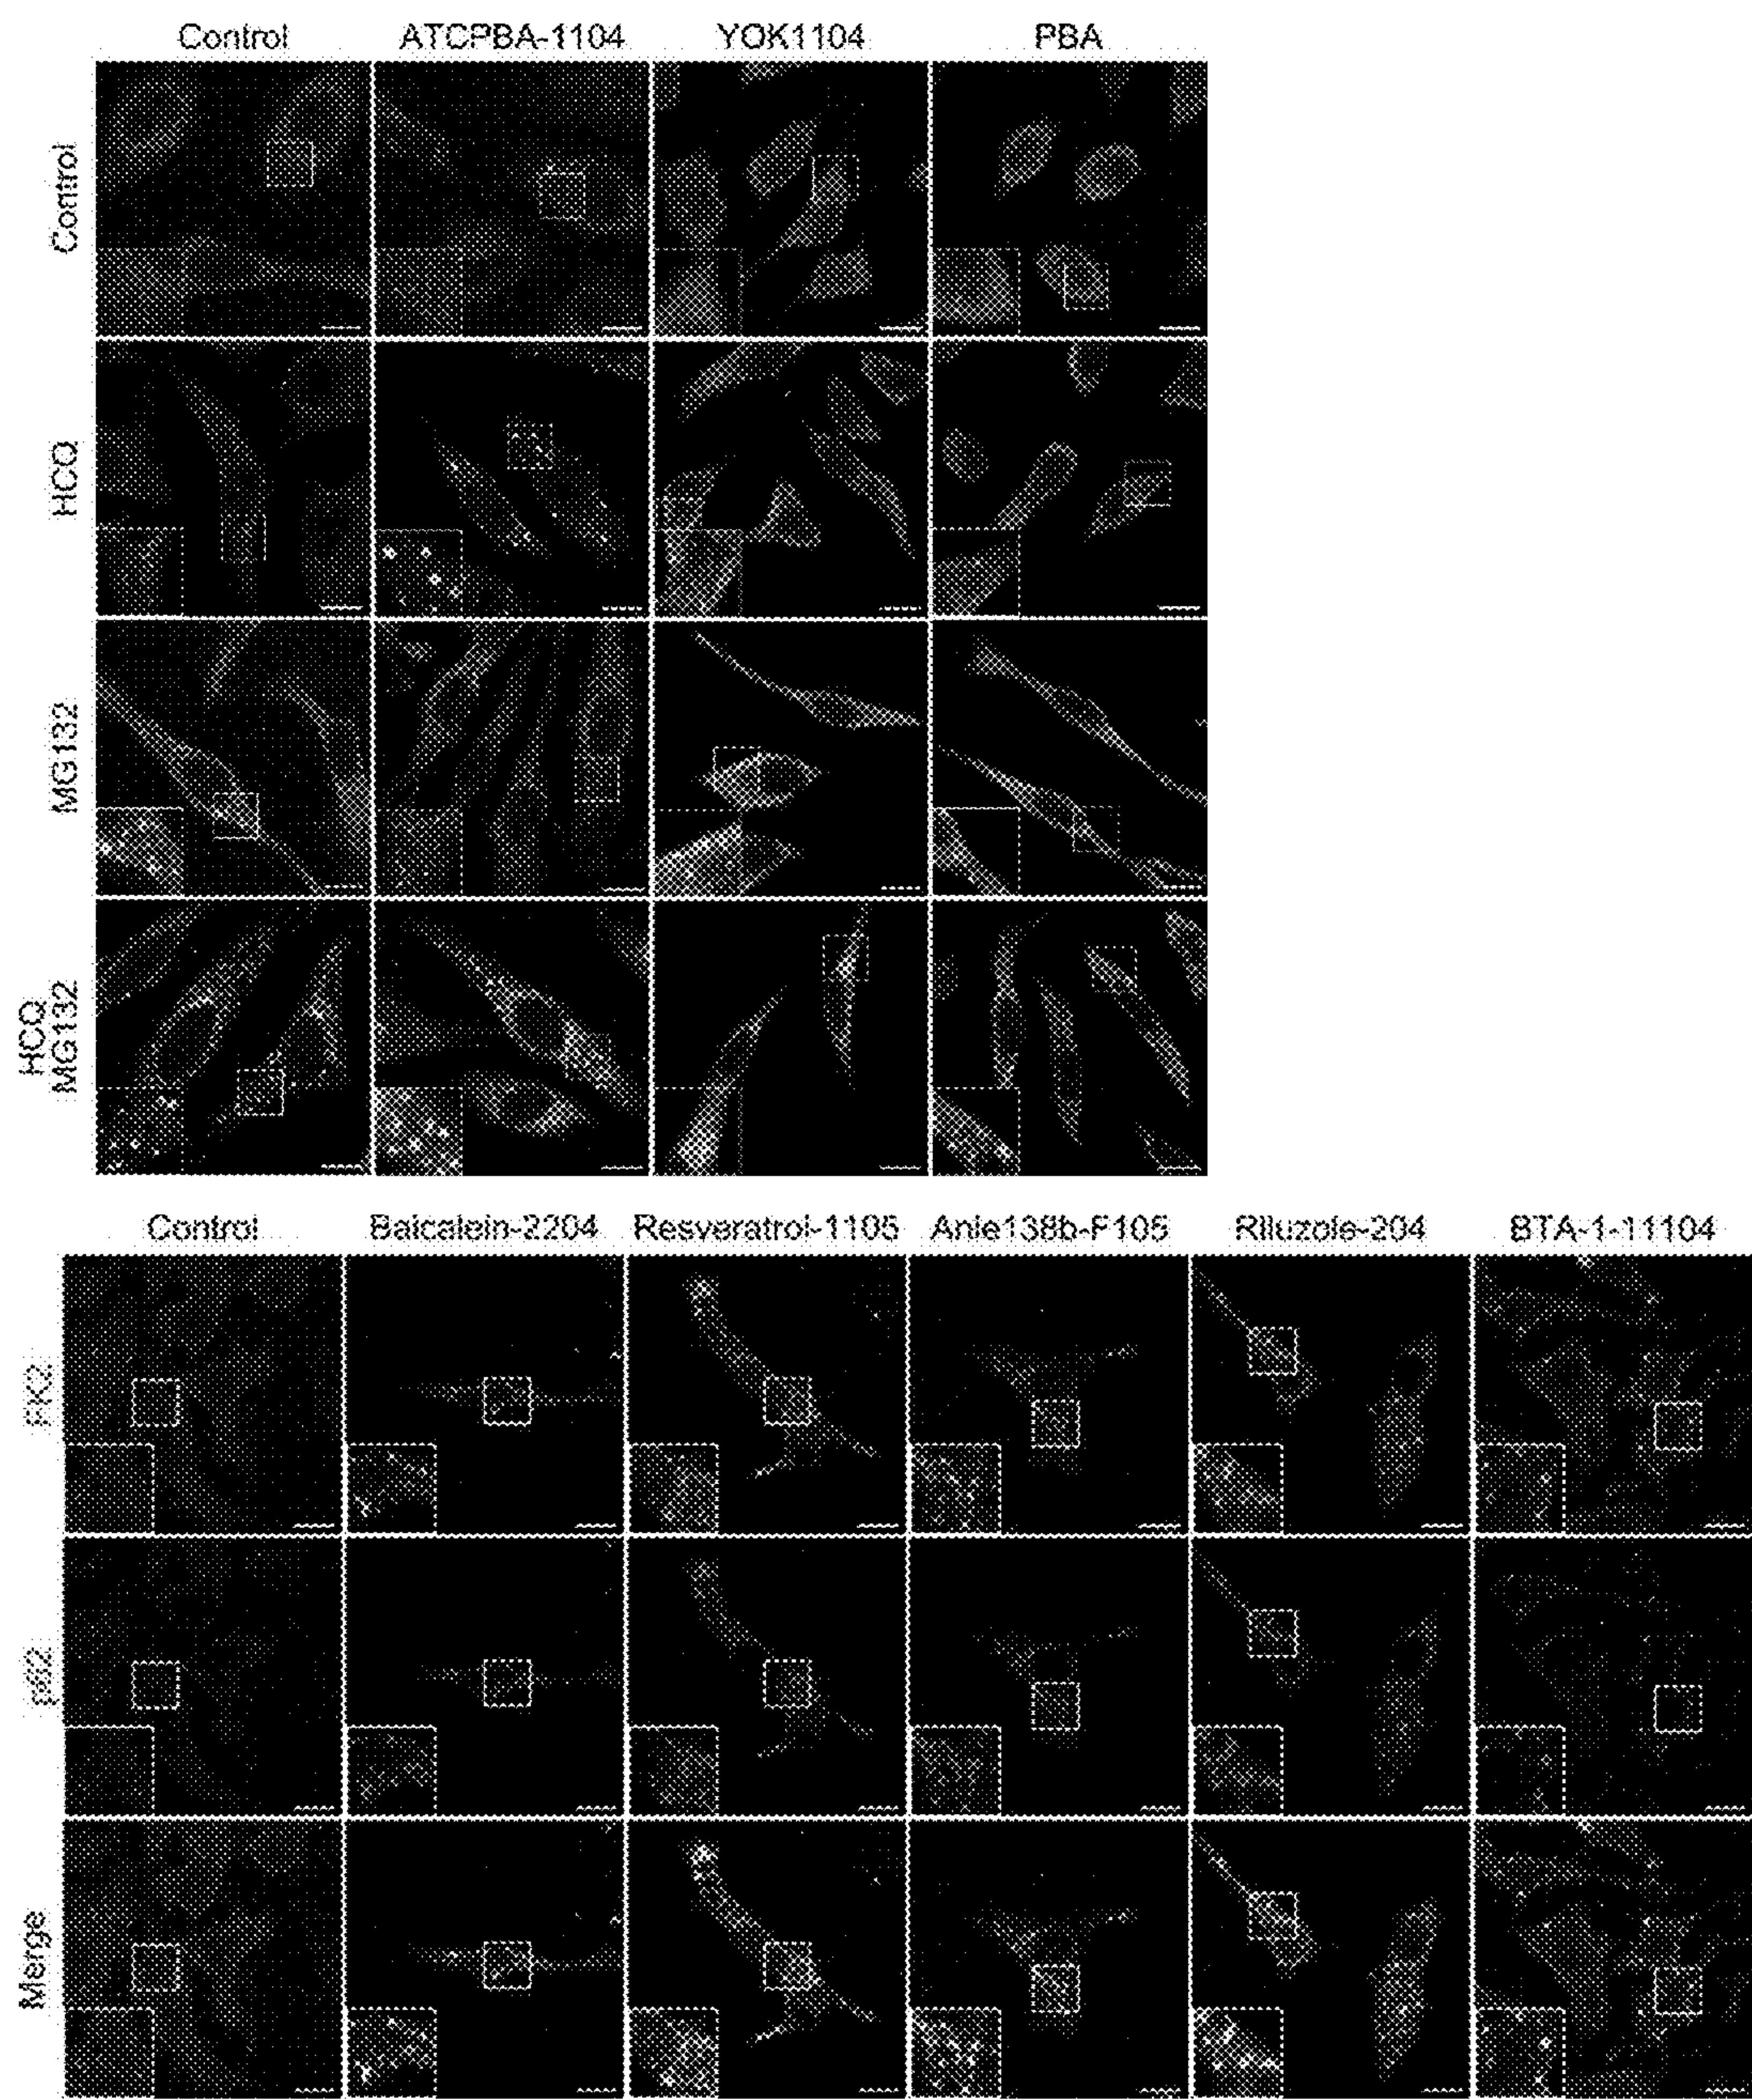 Control ATCPBA-1104 YOK1104 PBA
Control
HCQ
MG132
HCQ
MG132
Control Baicalein-2204 Resveratrol-1105 Anle138b-F105 Riluzole-204 BTA-1-11104
FK2
p62
Merge